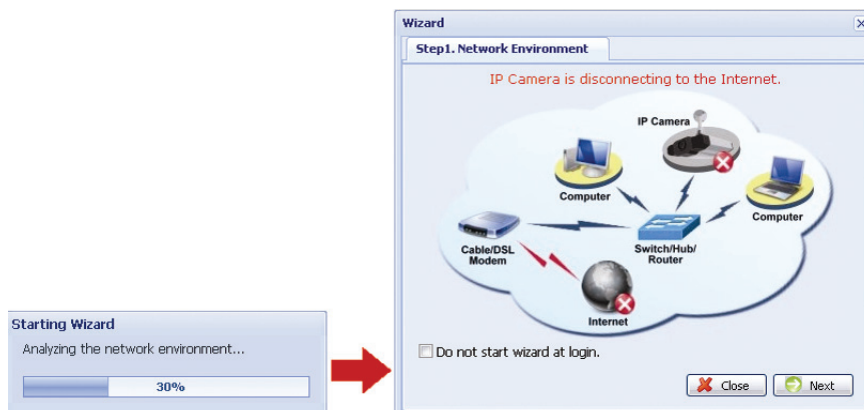 Starting Wizard
Analyzing the network environment...
30%
Wizard
Step1. Network Environment
IP Camera is disconnecting to the Internet.
IP Camera
Computer
Computer
Cable/DSL
Modem
Switch/Hub/
Router
Internet
Do not start wizard at login.
Close
Next